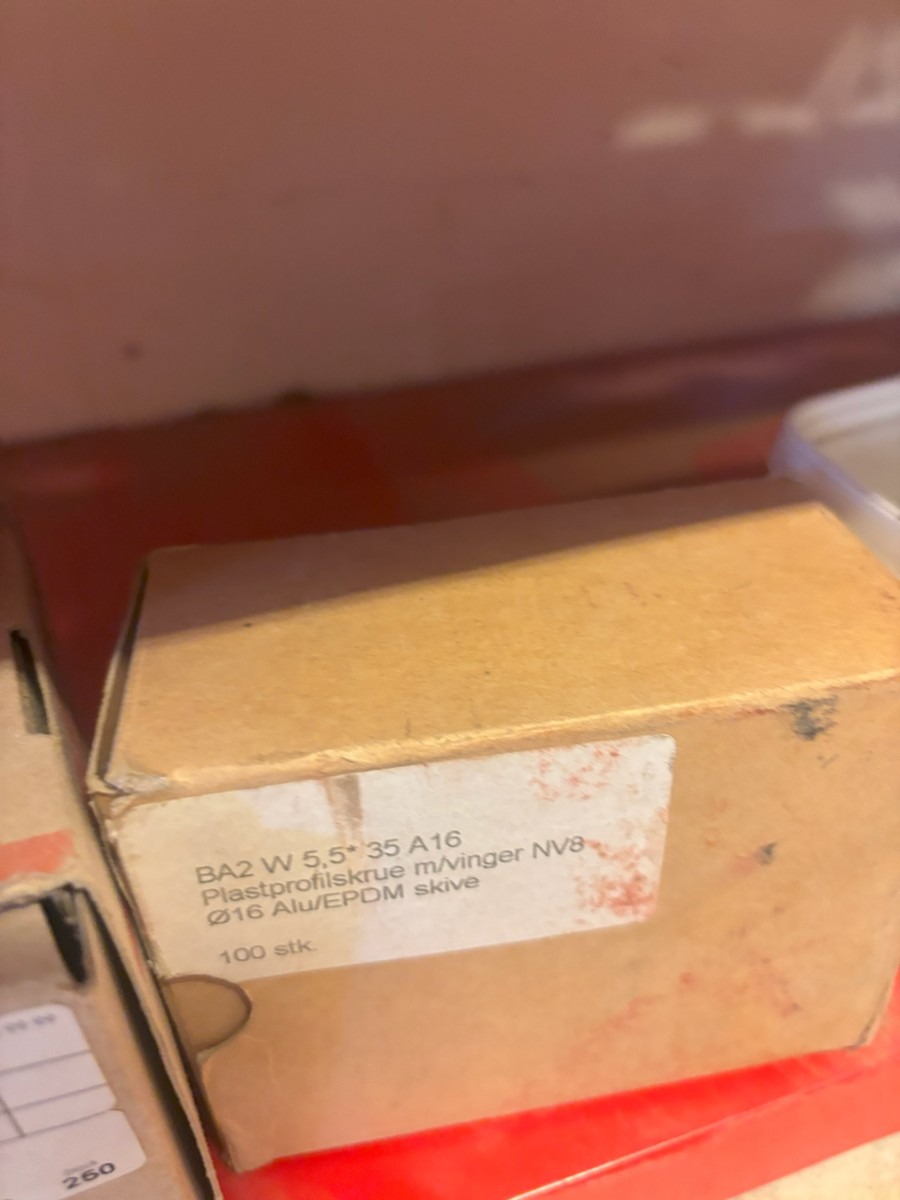 BA2 W 5,5* 35 A16
Plastprofilskrue m/vinger NV8
Ø16 Alu/EPDM skive
100 stk.
260